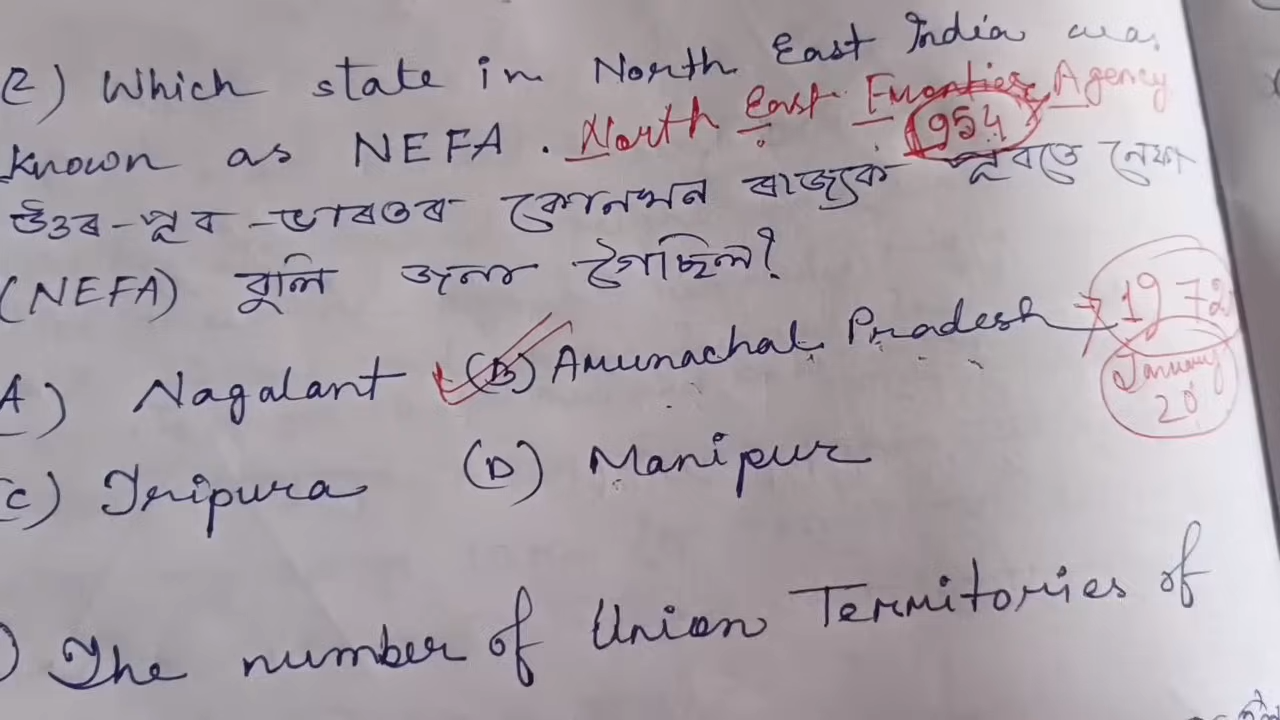 2) Which state in North East India was
known as NEFA. North East Frontier Agency
1954
উত্তৰ-পূব-ভাৰতৰ কোনখন ৰাজ্যক পূৰ্বতে নেফা
(NEFA) বুলি জনা গৈছিল?
A) Nagalant (B) Arunachal Pradesh → 1972
January
20
C) Tripura (D) Manipur
) The number of Union Territories of